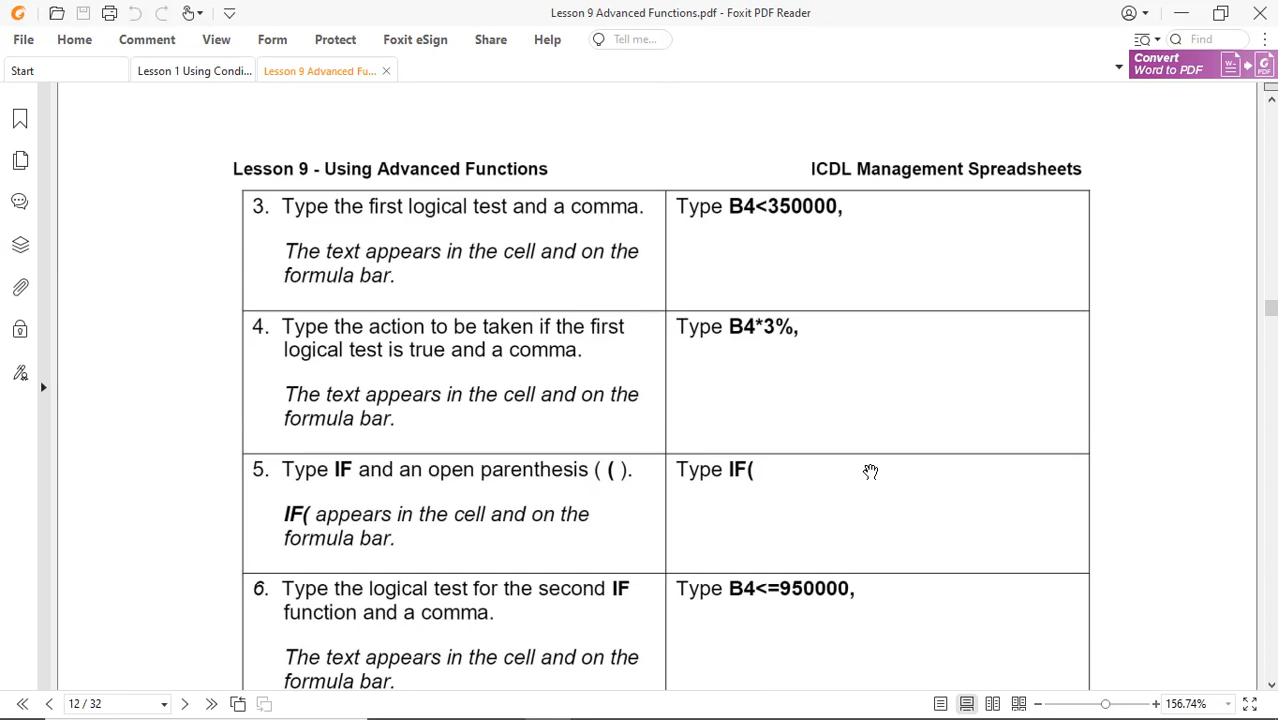 Lesson 9 Advanced Functions.pdf - Foxit PDF Reader
File Home Comment View Form Protect Foxit eSign Share Help Tell me... Find
Start Lesson 1 Using Condi... Lesson 9 Advanced Fu...
Convert
Word to PDF
Lesson 9 - Using Advanced Functions ICDL Management Spreadsheets
3. Type the first logical test and a comma.
The text appears in the cell and on the
formula bar.
Type B4<350000,
4. Type the action to be taken if the first
logical test is true and a comma.
The text appears in the cell and on the
formula bar.
Type B4*3%,
5. Type IF and an open parenthesis ( ( ).
IF( appears in the cell and on the
formula bar.
Type IF(
6. Type the logical test for the second IF
function and a comma.
The text appears in the cell and on the
formula bar.
Type B4<=950000,
12 / 32 156.74%